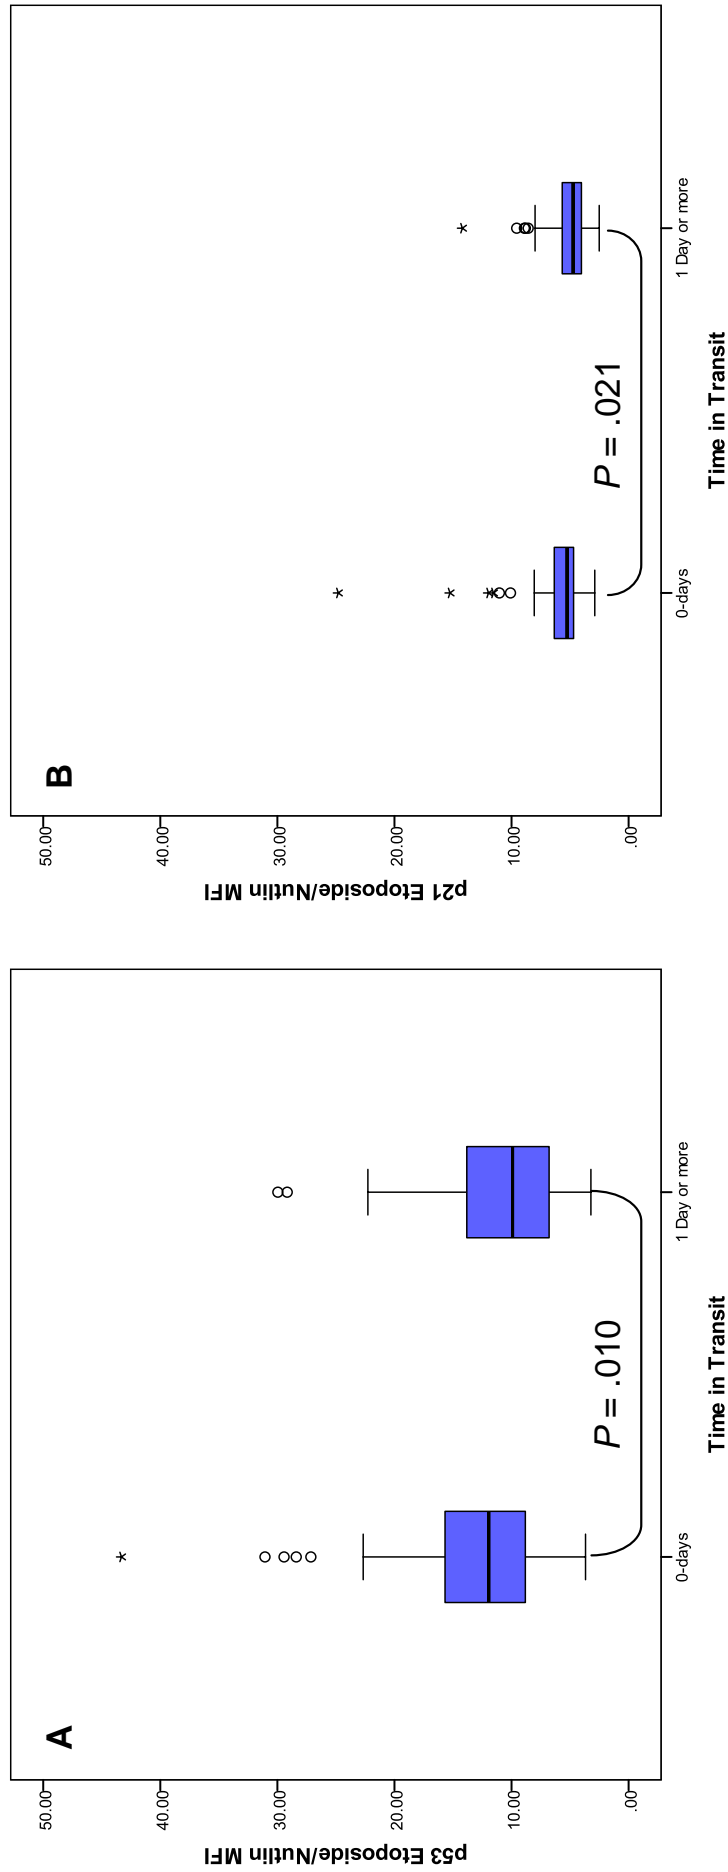 A
p53 Etoposide/Nutlin MFI
50.00
40.00
30.00
20.00
10.00
.00
P = .010
0-days
1 Day or more
Time in Transit
B
p21 Etoposide/Nutlin MFI
50.00
40.00
30.00
20.00
10.00
.00
P = .021
0-days
1 Day or more
Time in Transit